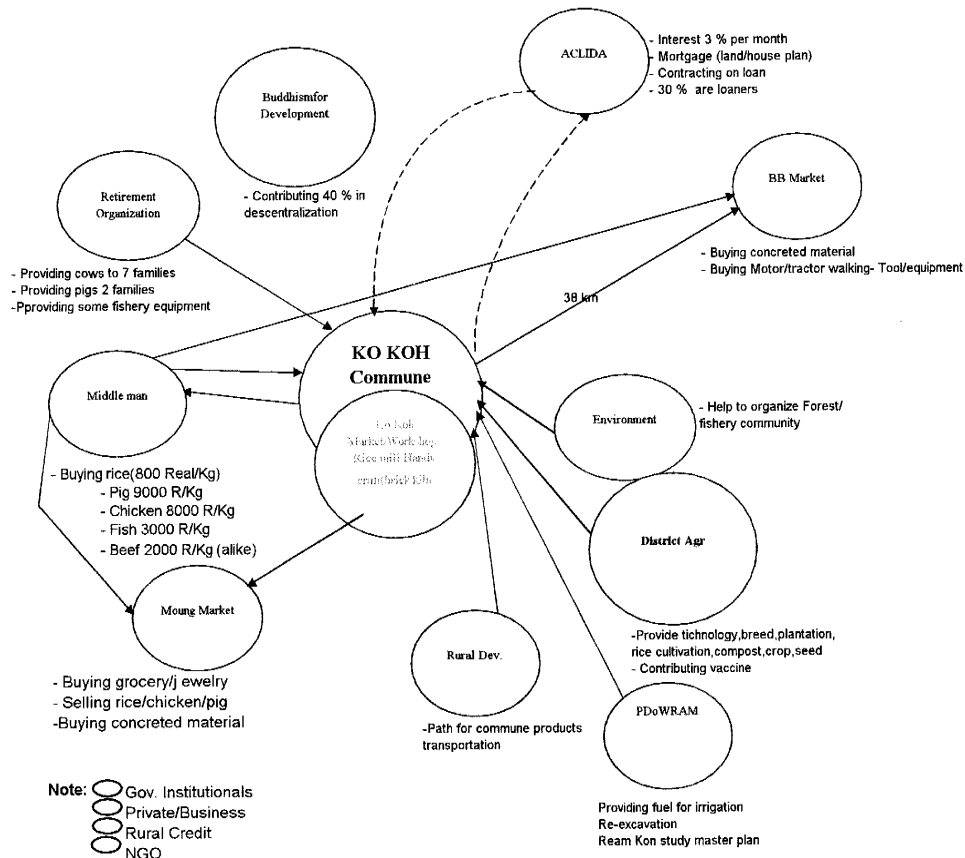 ACLIDA
- Interest 3 % per month
- Mortgage (land/house plan)
- Contracting on loan
- 30 % are loaners
Buddhismfor
Development
- Contributing 40 % in
descentralization
Retirement
Organization
- Providing cows to 7 families
- Providing pigs 2 families
-Pproviding some fishery equipment
BB Market
- Buying concreted material
- Buying Motor/tractor walking- Tool/equipment
38 km
KO KOH
Commune
Ko Koh
Market/Workshop
Rice mill
Middle man
- Buying rice(800 Real/Kg)
- Pig 9000 R/Kg
- Chicken 8000 R/Kg
- Fish 3000 R/Kg
- Beef 2000 R/Kg (alike)
Environment
- Help to organize Forest/
fishery community
District Agr
-Provide tichnology,breed,plantation,
rice cultivation,compost,crop,seed
- Contributing vaccine
Moung Market
- Buying grocery/j ewelry
- Selling rice/chicken/pig
-Buying concreted material
Rural Dev.
-Path for commune products
transportation
PDoWRAM
Providing fuel for irrigation
Re-excavation
Ream Kon study master plan
Note:
Gov. Institutionals
Private/Business
Rural Credit
NGO